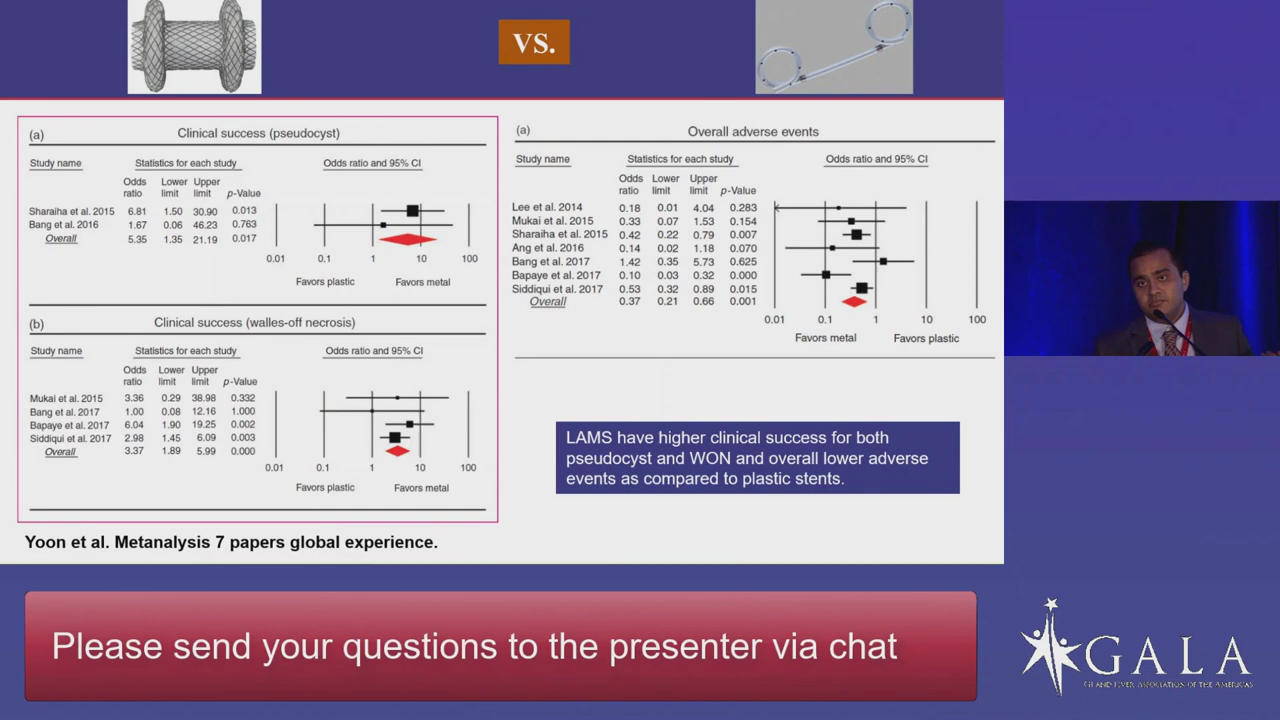 VS.
(a) Clinical success (pseudocyst)
Study name Statistics for each study Odds ratio and 95% CI
Odds ratio Lower limit Upper limit p-Value
Sharaiha et al. 2015 6.81 1.50 30.90 0.013
Bang et al. 2016 1.67 0.06 46.23 0.763
Overall 5.35 1.35 21.19 0.017
0.01 0.1 1 10 100
Favors plastic Favors metal
(b) Clinical success (walles-off necrosis)
Study name Statistics for each study Odds ratio and 95% CI
Odds ratio Lower limit Upper limit p-Value
Mukai et al. 2015 3.36 0.29 38.98 0.332
Bang et al. 2017 1.00 0.08 12.16 1.000
Bapaye et al. 2017 6.04 1.90 19.25 0.002
Siddiqui et al. 2017 2.98 1.45 6.09 0.003
Overall 3.37 1.89 5.99 0.000
0.01 0.1 1 10 100
Favors plastic Favors metal
(a) Overall adverse events
Study name Statistics for each study Odds ratio and 95% CI
Odds ratio Lower limit Upper limit p-Value
Lee et al. 2014 0.18 0.01 4.04 0.283
Mukai et al. 2015 0.33 0.07 1.53 0.154
Sharaiha et al. 2015 0.42 0.22 0.79 0.007
Ang et al. 2016 0.14 0.02 1.18 0.070
Bang et al. 2017 1.42 0.35 5.73 0.625
Bapaye et al. 2017 0.10 0.03 0.32 0.000
Siddiqui et al. 2017 0.53 0.32 0.89 0.015
Overall 0.37 0.21 0.66 0.001
0.01 0.1 1 10 100
Favors metal Favors plastic
LAMS have higher clinical success for both
pseudocyst and WON and overall lower adverse
events as compared to plastic stents.
Yoon et al. Metanalysis 7 papers global experience.
Please send your questions to the presenter via chat
GALA
GI AND LIVER ASSOCIATION OF THE AMERICAS